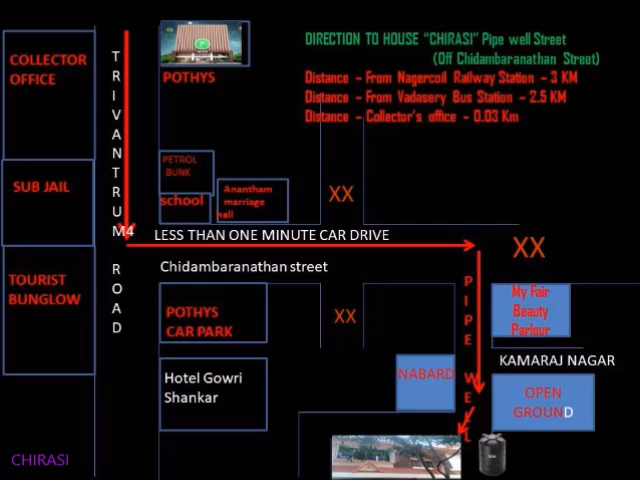 DIRECTION TO HOUSE “CHIRASI” Pipe well Street
(Off Chidambaranathan Street)
Distance – From Nagercoil Railway Station – 3 KM
Distance – From Vadasery Bus Station – 2.5 KM
Distance – Collector's office – 0.03 Km
COLLECTOR
OFFICE
TRIVANTRUM
ROAD
POTHYS
SUB JAIL
PETROL
BUNK
school
Anantham
marriage
hall
XX
M4
LESS THAN ONE MINUTE CAR DRIVE
XX
Chidambaranathan street
TOURIST
BUNGLOW
POTHYS
CAR PARK
XX
PIPE WELL
My Fair
Beauty
Parlour
KAMARAJ NAGAR
Hotel Gowri
Shankar
NABARD
OPEN
GROUND
CHIRASI